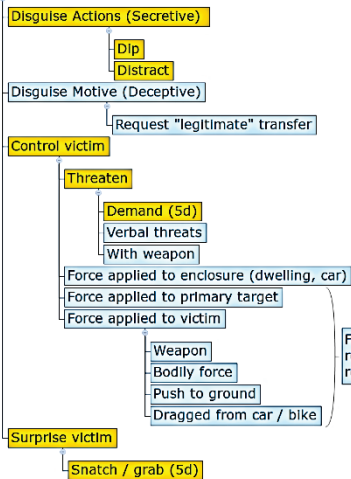 Disguise Actions (Secretive)
Dip
Distract
Disguise Motive (Deceptive)
Request "legitimate" transfer
Control victim
Threaten
Demand (5d)
Verbal threats
With weapon
Force applied to enclosure (dwelling, car)
Force applied to primary target
Force applied to victim
Weapon
Bodily force
Push to ground
Dragged from car / bike
Surprise victim
Snatch / grab (5d)